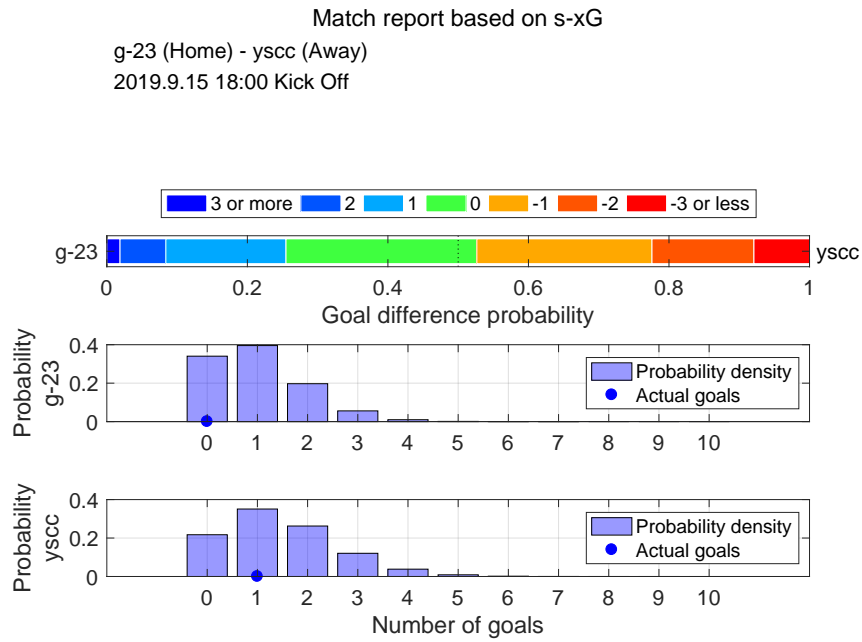 Match report based on s-xG
g-23 (Home) - yscc (Away)
2019.9.15 18:00 Kick Off
3 or more 2 1 0 -1 -2 -3 or less
g-23 yscc
0 0.2 0.4 0.6 0.8 1
Goal difference probability
Probability
g-23
0.4
0.2
0
Probability density
Actual goals
0 1 2 3 4 5 6 7 8 9 10
Probability
yscc
0.4
0.2
0
Probability density
Actual goals
0 1 2 3 4 5 6 7 8 9 10
Number of goals